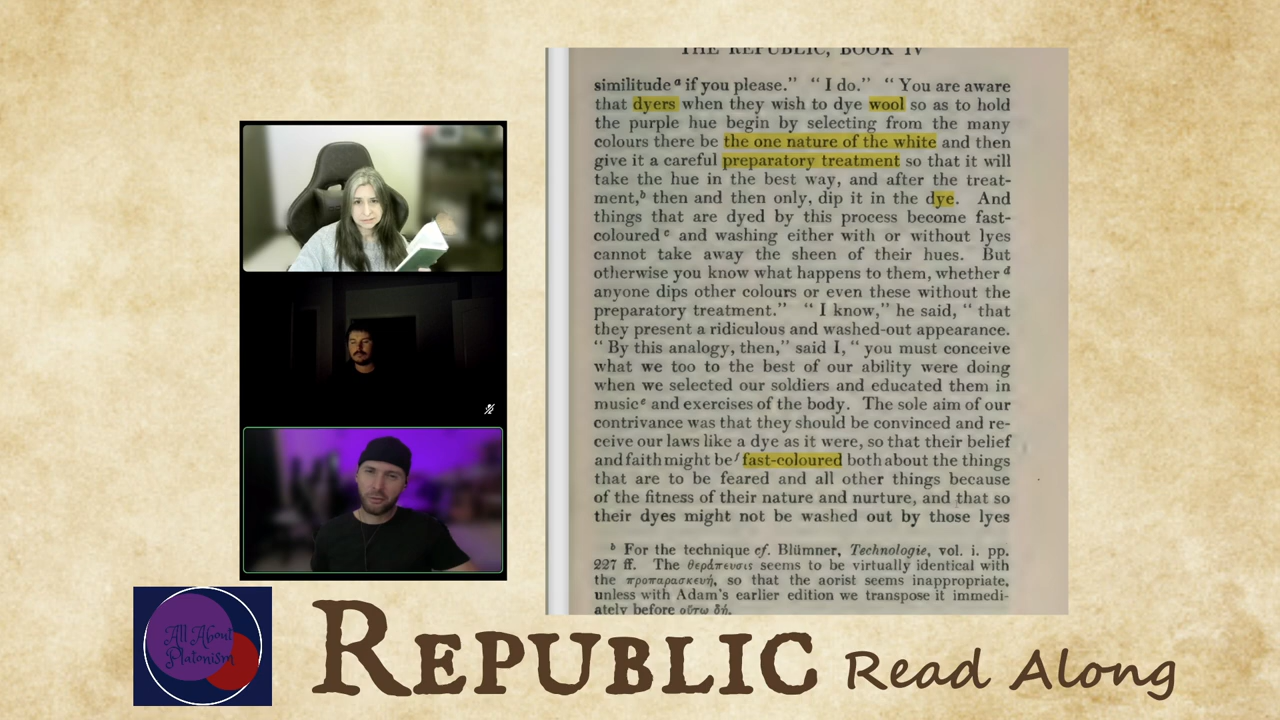 THE REPUBLIC, BOOK IV
similitude ᵃ if you please.” “ I do.” “ You are aware
that dyers when they wish to dye wool so as to hold
the purple hue begin by selecting from the many
colours there be the one nature of the white and then
give it a careful preparatory treatment so that it will
take the hue in the best way, and after the treat-
ment,ᵇ then and then only, dip it in the dye. And
things that are dyed by this process become fast-
coloured ᶜ and washing either with or without lyes
cannot take away the sheen of their hues. But
otherwise you know what happens to them, whether ᵈ
anyone dips other colours or even these without the
preparatory treatment.” “ I know,” he said, “ that
they present a ridiculous and washed-out appearance.
“ By this analogy, then,” said I, “ you must conceive
what we too to the best of our ability were doing
when we selected our soldiers and educated them in
music ᵉ and exercises of the body. The sole aim of our
contrivance was that they should be convinced and re-
ceive our laws like a dye as it were, so that their belief
and faith might be ᶠ fast-coloured both about the things
that are to be feared and all other things because
of the fitness of their nature and nurture, and that so
their dyes might not be washed out by those lyes
ᵇ For the technique cf. Blümner, Technologie, vol. i. pp.
227 ff. The θεράπευσις seems to be virtually identical with
the προπαρασκευή, so that the aorist seems inappropriate,
unless with Adam's earlier edition we transpose it immedi-
ately before οὕτω δή.
All About
Platonism
REPUBLIC Read Along